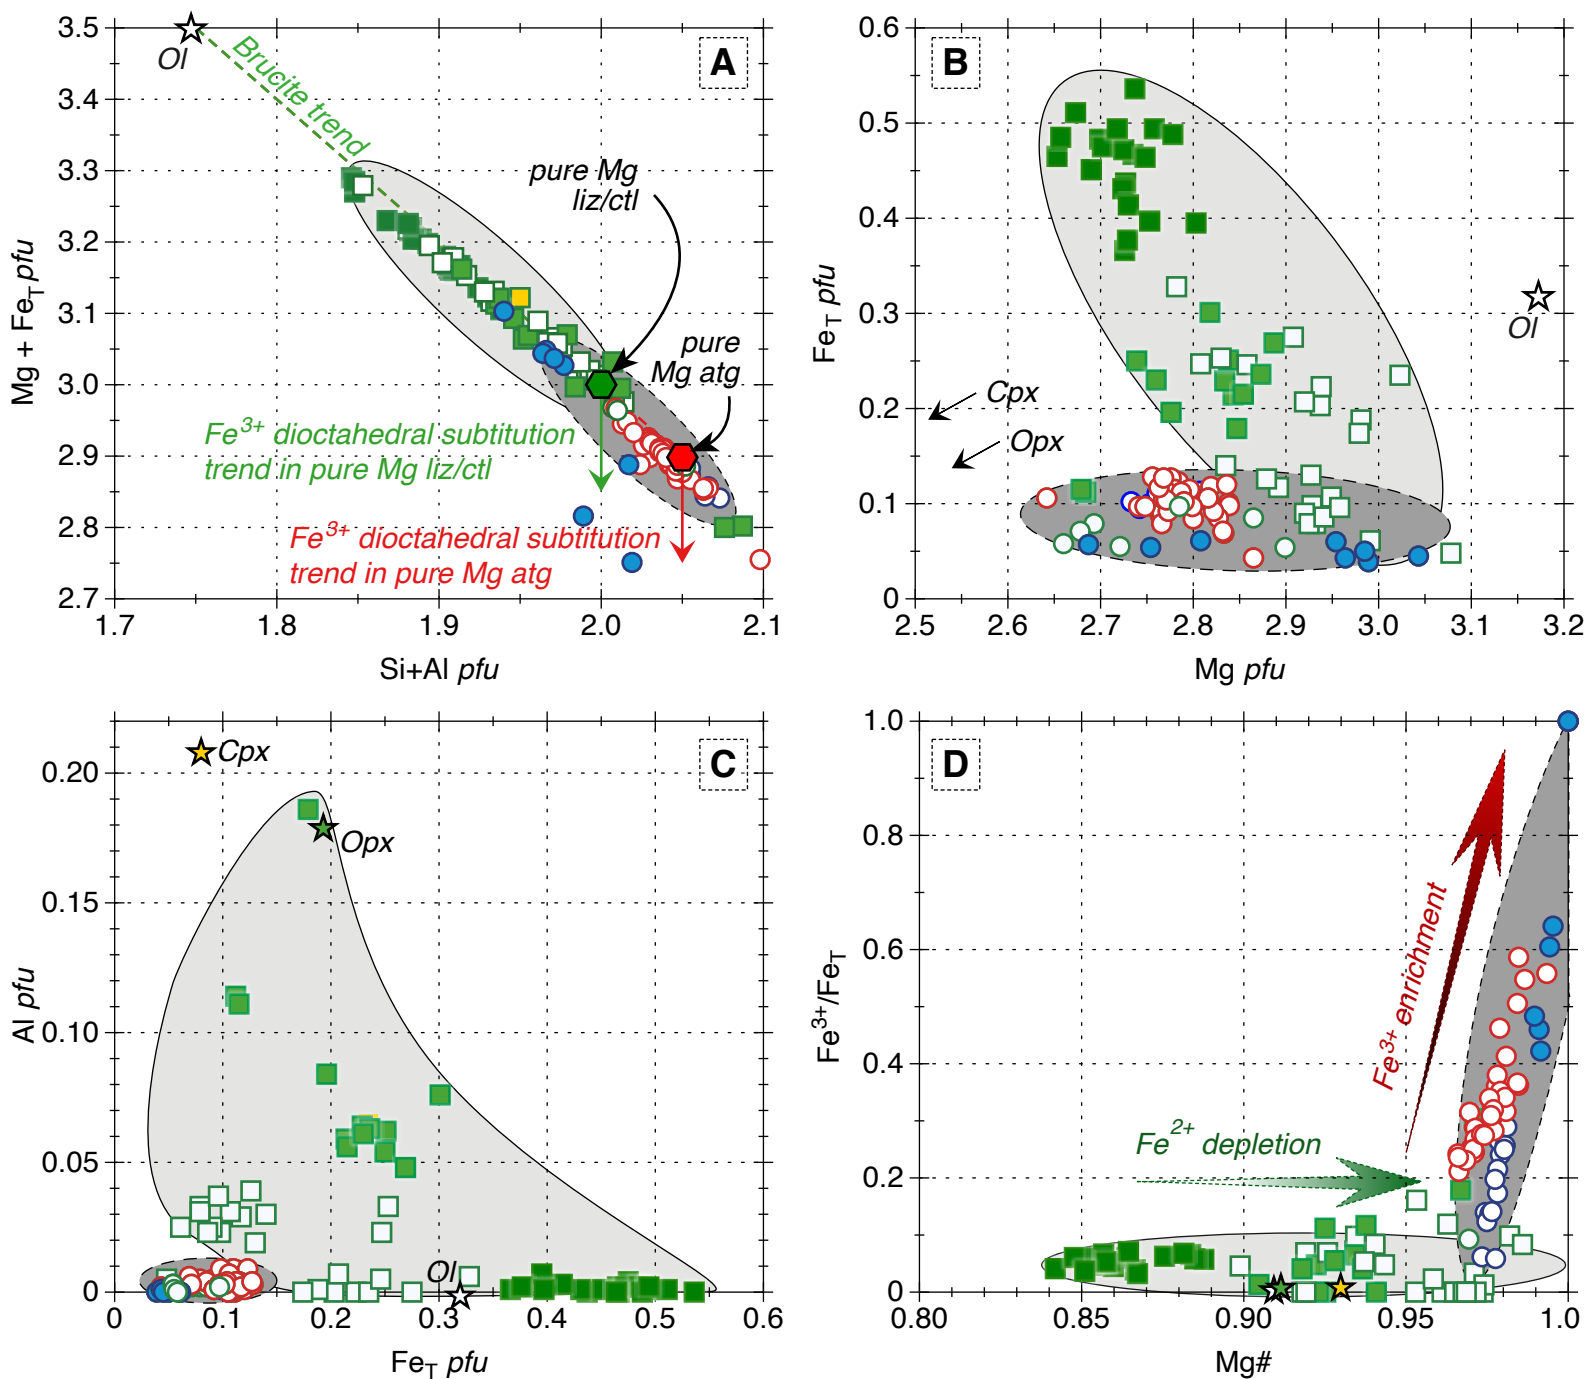 A
3.5
3.4
3.3
3.2
3.1
3.0
2.9
2.8
2.7
Mg + FeT pfu
Ol
Brucite trend
pure Mg
liz/ctl
pure
Mg atg
Fe3+ dioctahedral subtitution
trend in pure Mg liz/ctl
Fe3+ dioctahedral subtitution
trend in pure Mg atg
1.7 1.8 1.9 2.0 2.1
Si+Al pfu
B
0.6
0.5
0.4
0.3
0.2
0.1
0
FeT pfu
Ol
Cpx
Opx
2.5 2.6 2.7 2.8 2.9 3.0 3.1 3.2
Mg pfu
C
0.20
0.15
0.10
0.05
0
Al pfu
Cpx
Opx
Ol
0 0.1 0.2 0.3 0.4 0.5 0.6
FeT pfu
D
1.0
0.8
0.6
0.4
0.2
0
Fe3+/FeT
Fe3+ enrichment
Fe2+ depletion
0.80 0.85 0.90 0.95 1.0
Mg#